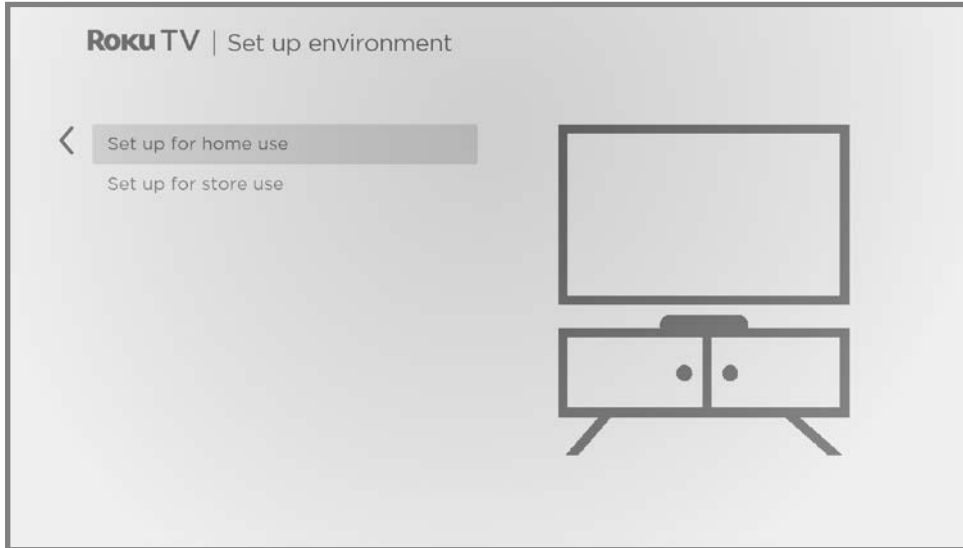 Roku TV | Set up environment
Set up for home use
Set up for store use